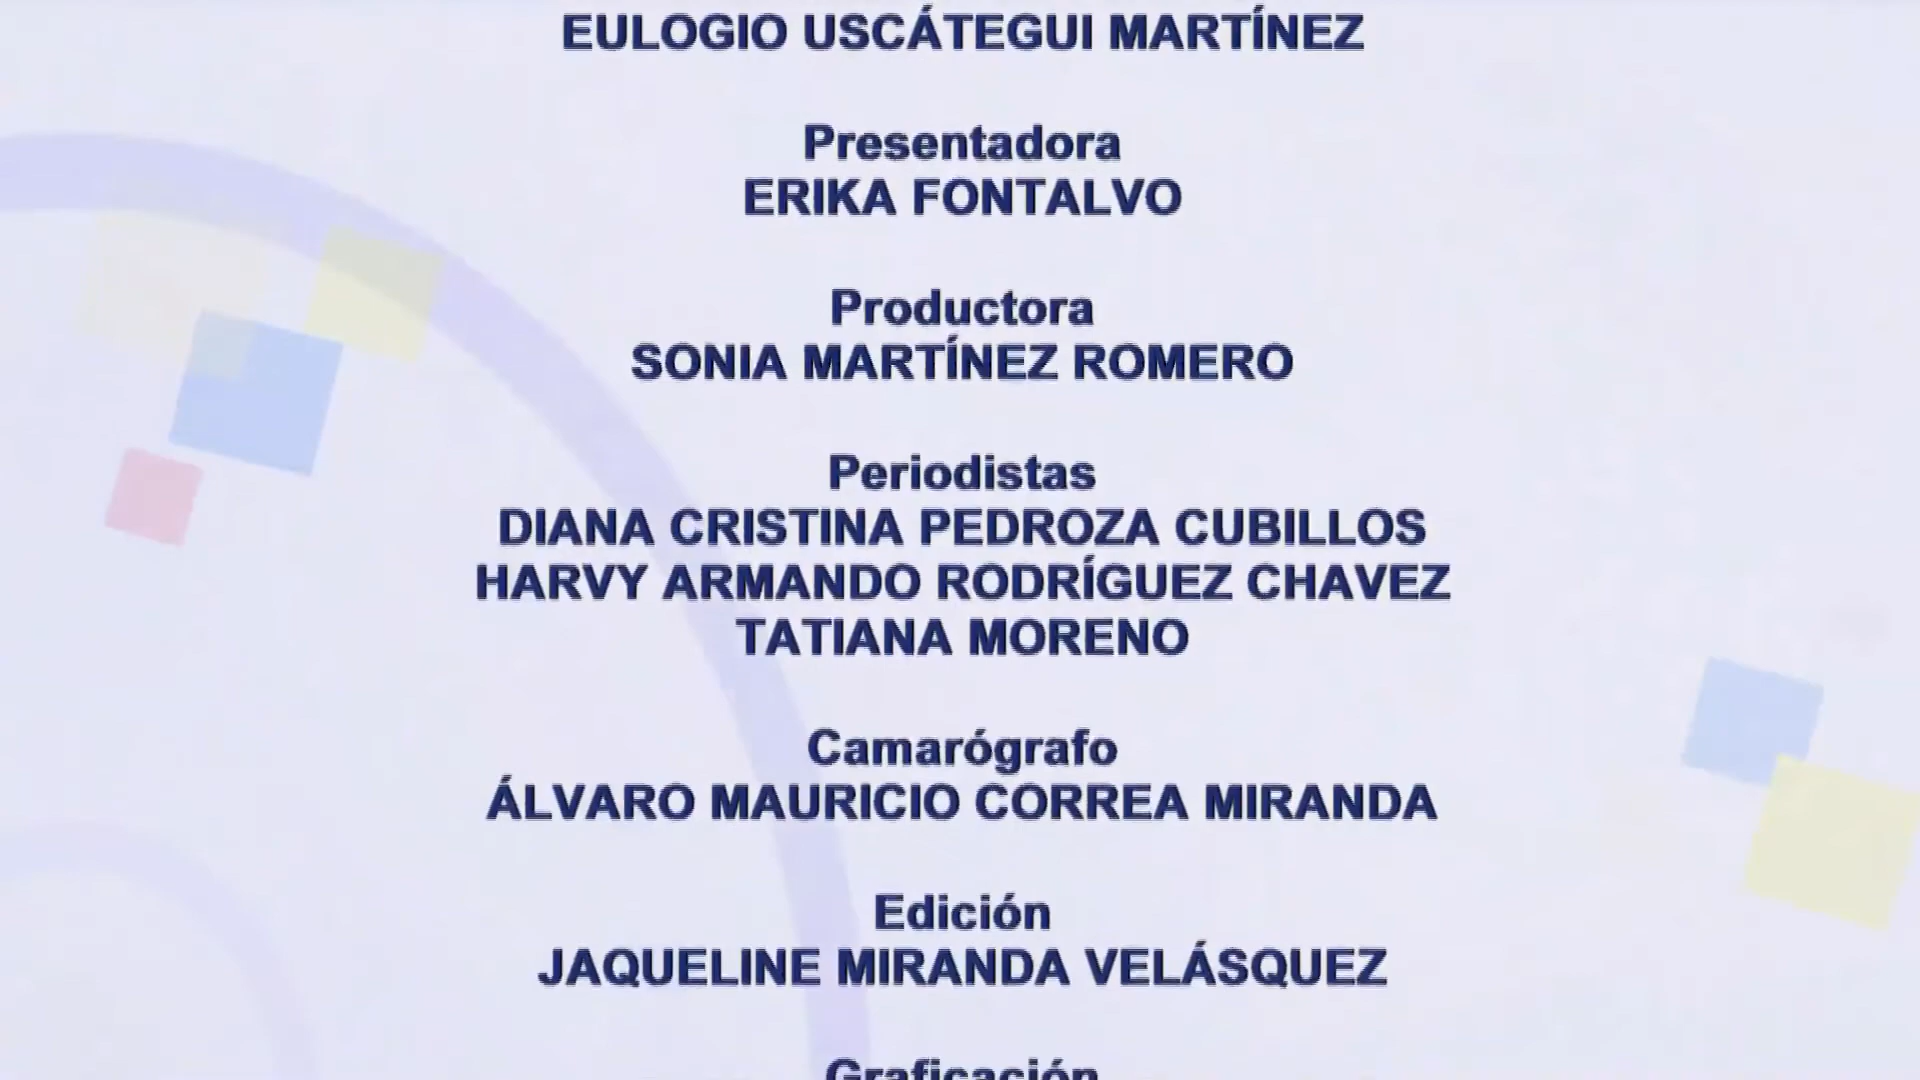 EULOGIO USCÁTEGUI MARTÍNEZ
Presentadora
ERIKA FONTALVO
Productora
SONIA MARTÍNEZ ROMERO
Periodistas
DIANA CRISTINA PEDROZA CUBILLOS
HARVY ARMANDO RODRÍGUEZ CHAVEZ
TATIANA MORENO
Camarógrafo
ÁLVARO MAURICIO CORREA MIRANDA
Edición
JAQUELINE MIRANDA VELÁSQUEZ
Graficación